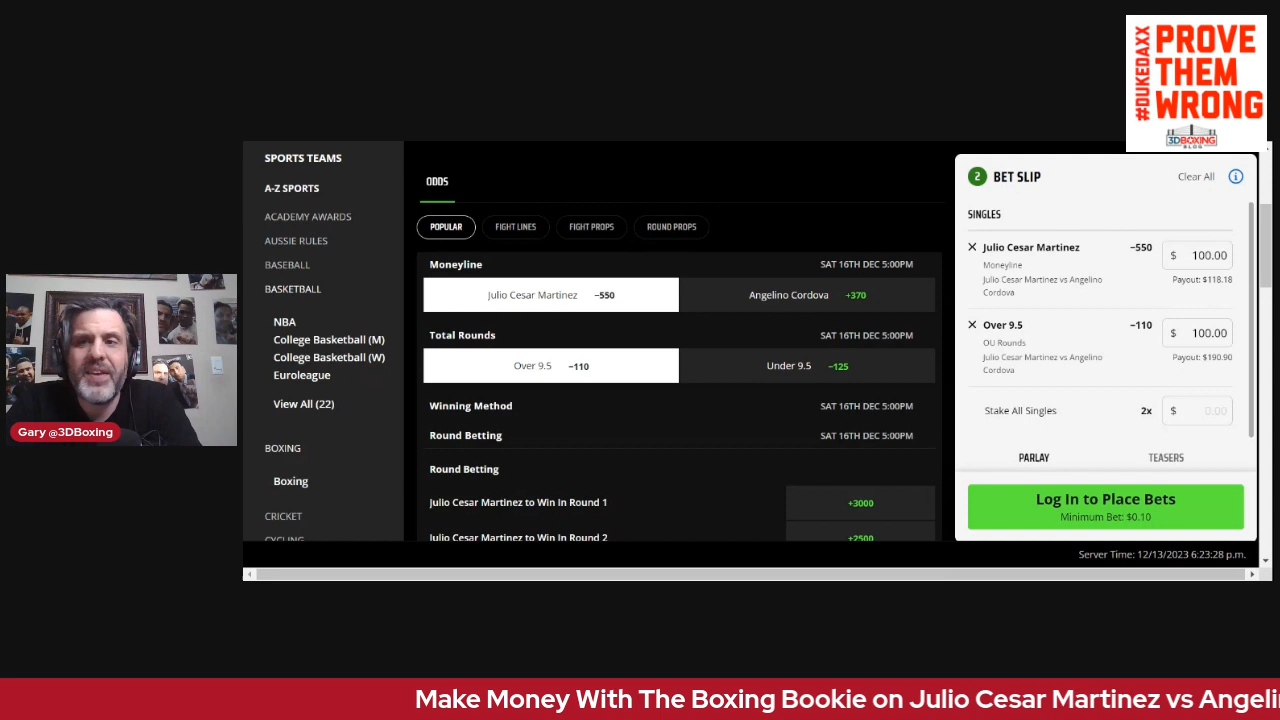 #DUKEDAXX
PROVE
THEM
WRONG
3DBOXING
BLOG
SPORTS TEAMS
A-Z SPORTS
ACADEMY AWARDS
AUSSIE RULES
BASEBALL
BASKETBALL
NBA
College Basketball (M)
College Basketball (W)
Euroleague
View All (22)
BOXING
Boxing
CRICKET
CYCLING
ODDS
POPULAR FIGHT LINES FIGHT PROPS ROUND PROPS
Moneyline SAT 16TH DEC 5:00PM
Julio Cesar Martinez −550 Angelino Cordova +370
Total Rounds SAT 16TH DEC 5:00PM
Over 9.5 −110 Under 9.5 −125
Winning Method SAT 16TH DEC 5:00PM
Round Betting SAT 16TH DEC 5:00PM
Round Betting
Julio Cesar Martinez to Win In Round 1 +3000
Julio Cesar Martinez to Win In Round 2 +2500
2 BET SLIP Clear All i
SINGLES
× Julio Cesar Martinez −550 $ 100.00
Moneyline
Julio Cesar Martinez vs Angelino Payout: $118.18
Cordova
× Over 9.5 −110 $ 100.00
OU Rounds
Julio Cesar Martinez vs Angelino Payout: $190.90
Cordova
Stake All Singles 2x $ 0.00
PARLAY TEASERS
Log In to Place Bets
Minimum Bet: $0.10
Server Time: 12/13/2023 6:23:28 p.m.
Gary @3DBoxing
Make Money With The Boxing Bookie on Julio Cesar Martinez vs Angelin